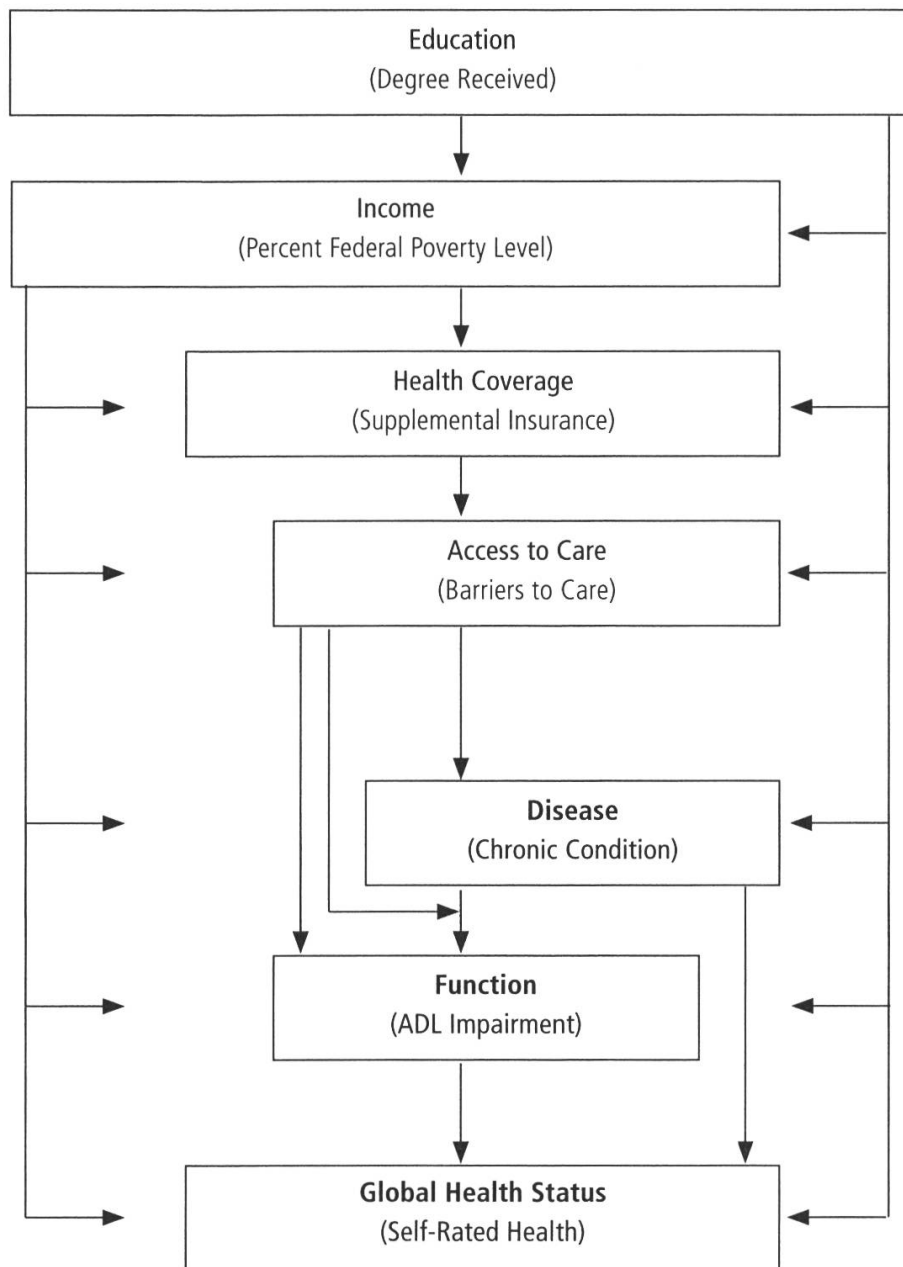 Education
(Degree Received)
Income
(Percent Federal Poverty Level)
Health Coverage
(Supplemental Insurance)
Access to Care
(Barriers to Care)
Disease
(Chronic Condition)
Function
(ADL Impairment)
Global Health Status
(Self-Rated Health)